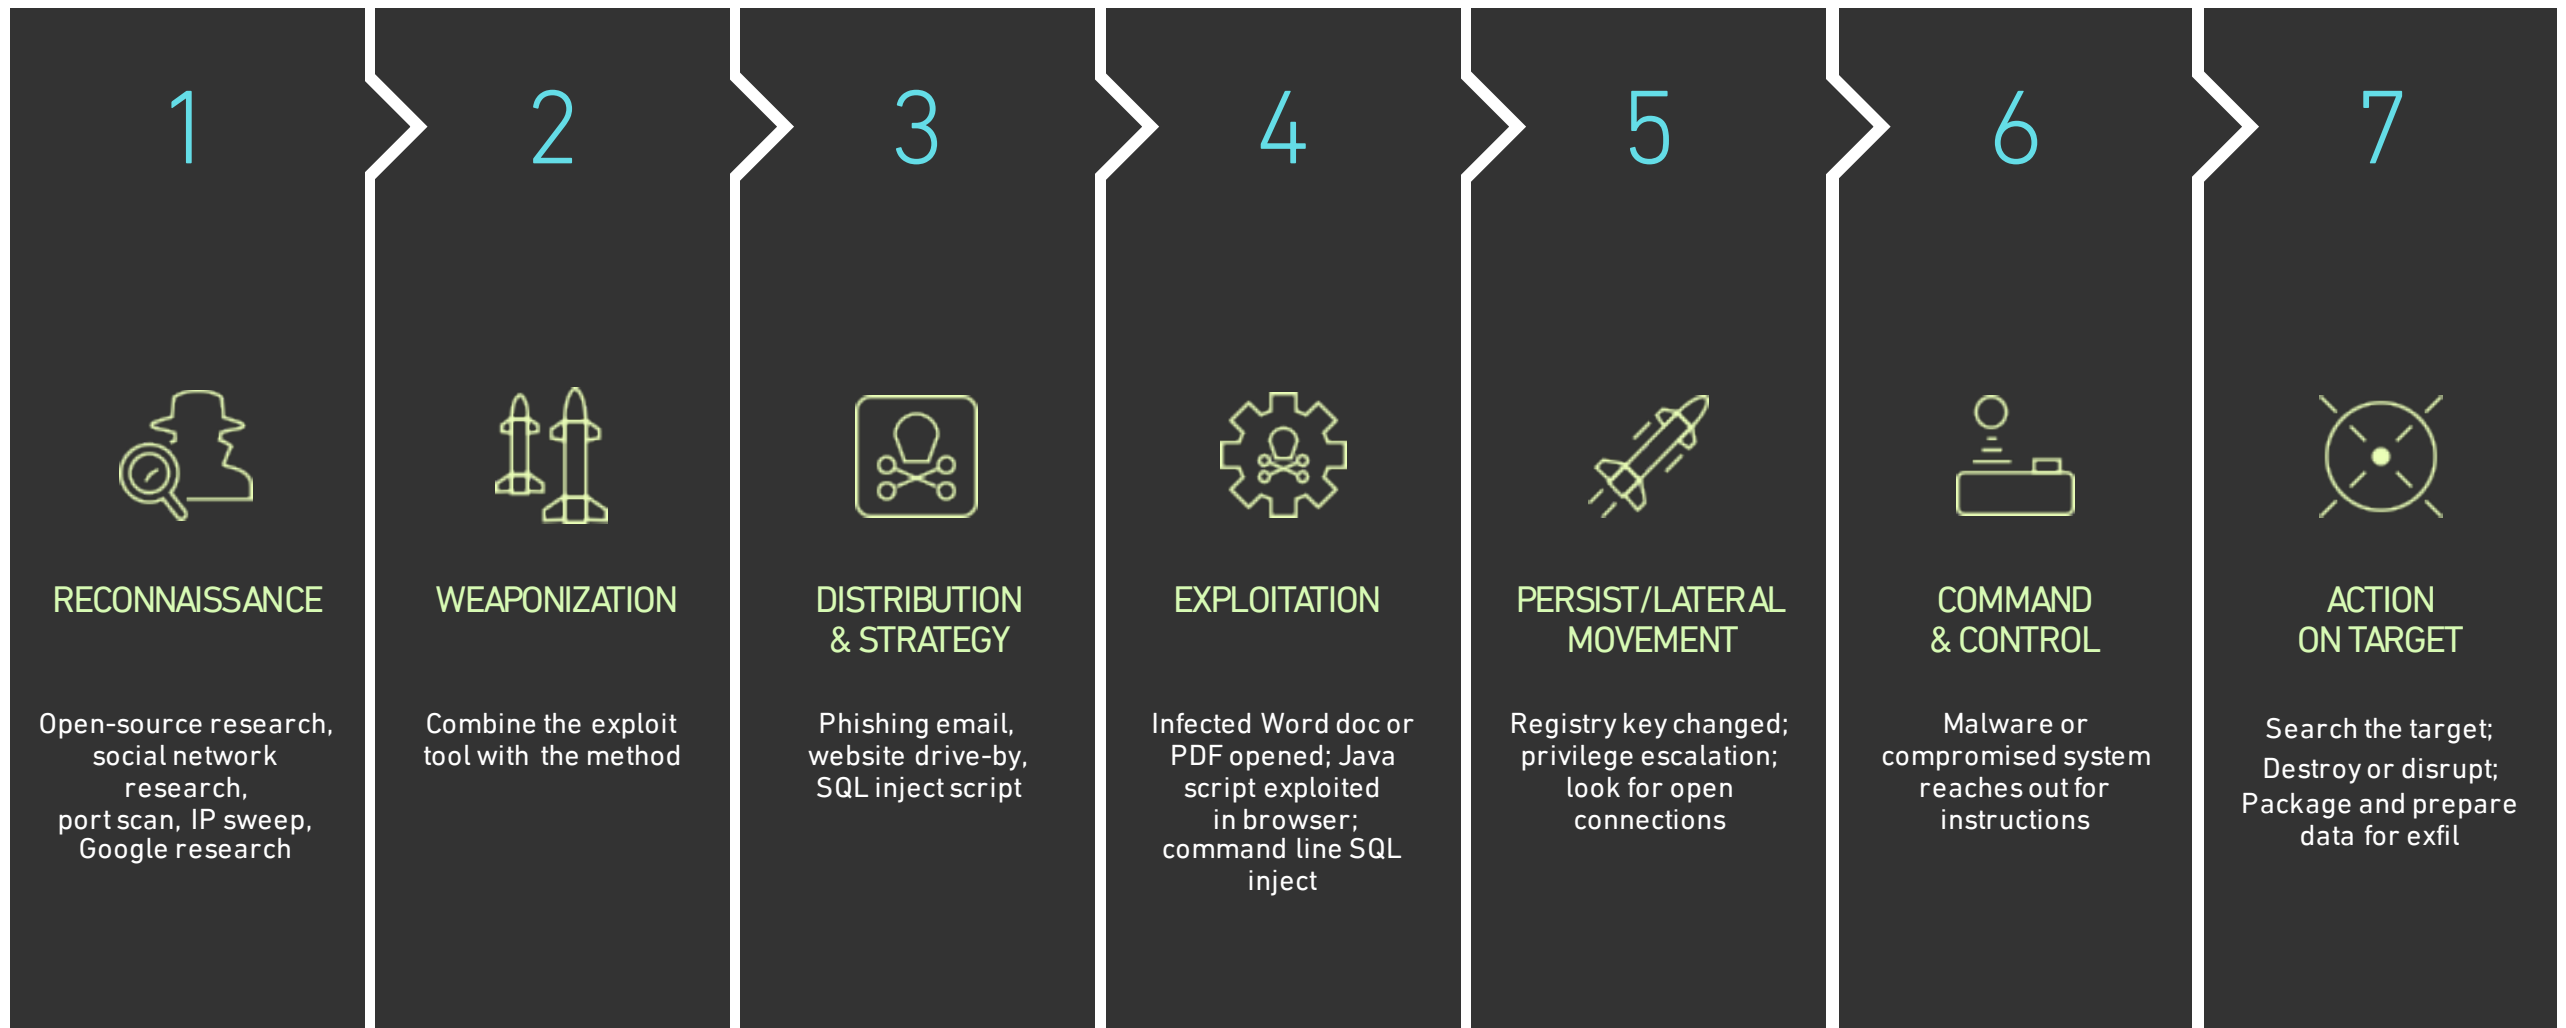 1
RECONNAISSANCE
Open-source research,
social network
research,
port scan, IP sweep,
Google research
2
WEAPONIZATION
Combine the exploit
tool with the method
3
DISTRIBUTION
& STRATEGY
Phishing email,
website drive-by,
SQL inject script
4
EXPLOITATION
Infected Word doc or
PDF opened; Java
script exploited
in browser;
command line SQL
inject
5
PERSIST/LATERAL
MOVEMENT
Registry key changed;
privilege escalation;
look for open
connections
6
COMMAND
& CONTROL
Malware or
compromised system
reaches out for
instructions
7
ACTION
ON TARGET
Search the target;
Destroy or disrupt;
Package and prepare
data for exfil